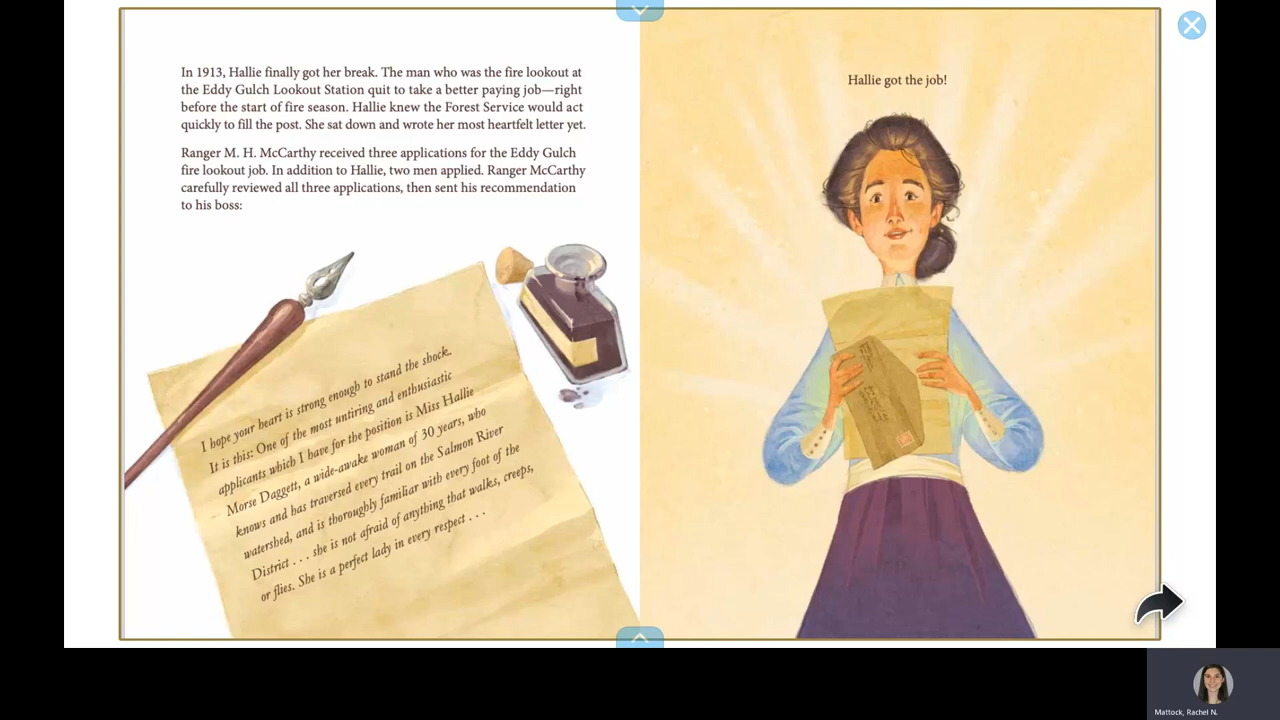 In 1913, Hallie finally got her break. The man who was the fire lookout at
the Eddy Gulch Lookout Station quit to take a better paying job—right
before the start of fire season. Hallie knew the Forest Service would act
quickly to fill the post. She sat down and wrote her most heartfelt letter yet.
Ranger M. H. McCarthy received three applications for the Eddy Gulch
fire lookout job. In addition to Hallie, two men applied. Ranger McCarthy
carefully reviewed all three applications, then sent his recommendation
to his boss:
I hope your heart is strong enough to stand the shock.
It is this: One of the most untiring and enthusiastic
applicants which I have for the position is Miss Hallie
Morse Daggett, a wide-awake woman of 30 years, who
knows and has traversed every trail on the Salmon River
watershed, and is thoroughly familiar with every foot of the
District . . . she is not afraid of anything that walks, creeps,
or flies. She is a perfect lady in every respect . . .
Hallie got the job!
Mattock, Rachel N.